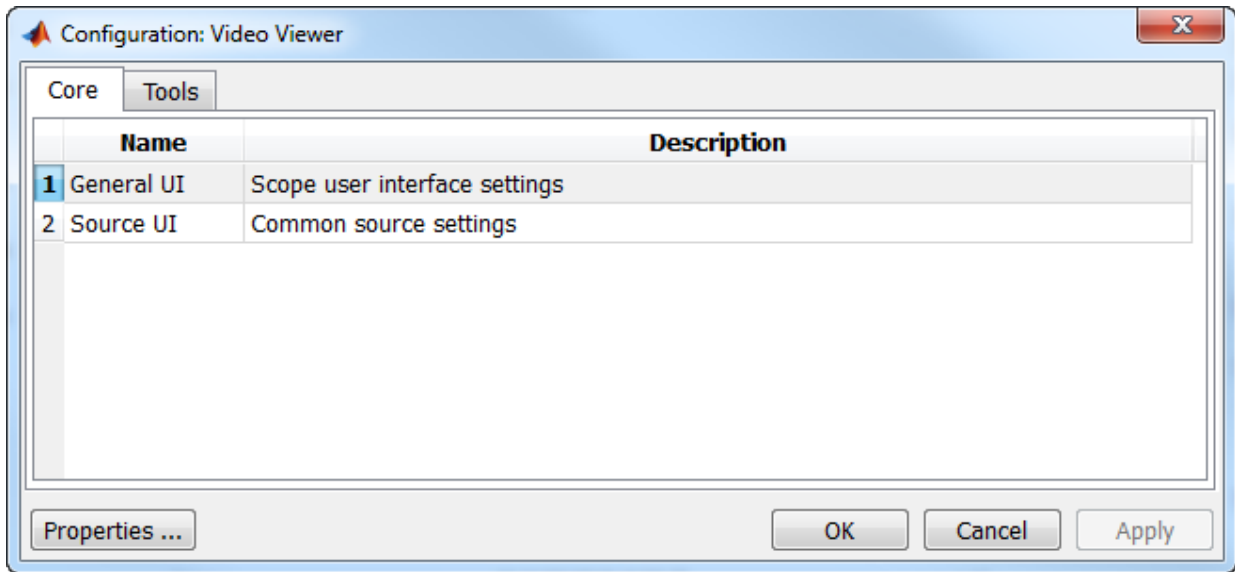 Configuration: Video Viewer
x
Core Tools
Name Description
1 General UI Scope user interface settings
2 Source UI Common source settings
Properties ... OK Cancel Apply